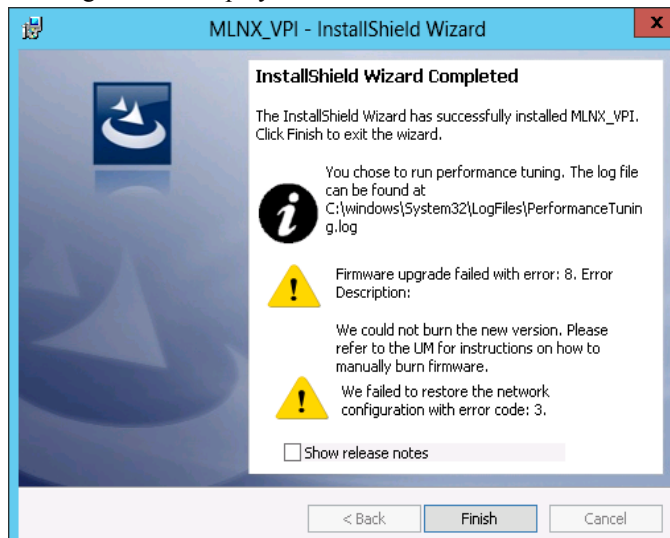 MLNX_VPI - InstallShield Wizard
x
InstallShield Wizard Completed
The InstallShield Wizard has successfully installed MLNX_VPI.
Click Finish to exit the wizard.
You chose to run performance tuning. The log file
can be found at
C:\windows\System32\LogFiles\PerformanceTunin
g.log
Firmware upgrade failed with error: 8. Error
Description:
We could not burn the new version. Please
refer to the UM for instructions on how to
manually burn firmware.
We failed to restore the network
configuration with error code: 3.
Show release notes
< Back
Finish
Cancel